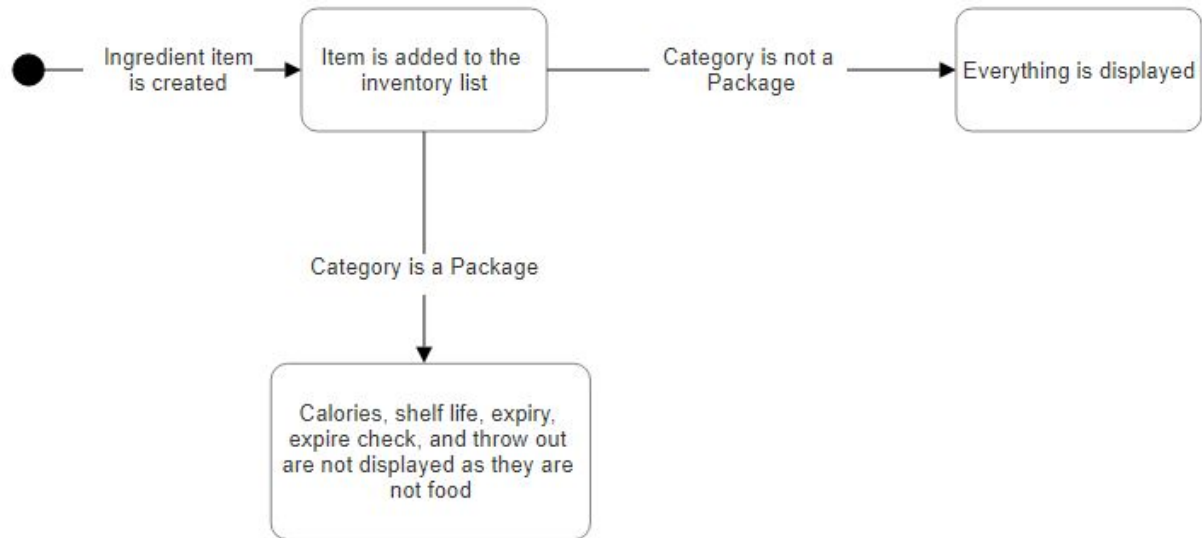 Ingredient item
is created
Item is added to the
inventory list
Category is not a
Package
Everything is displayed
Category is a Package
Calories, shelf life, expiry,
expire check, and throw out
are not displayed as they are
not food